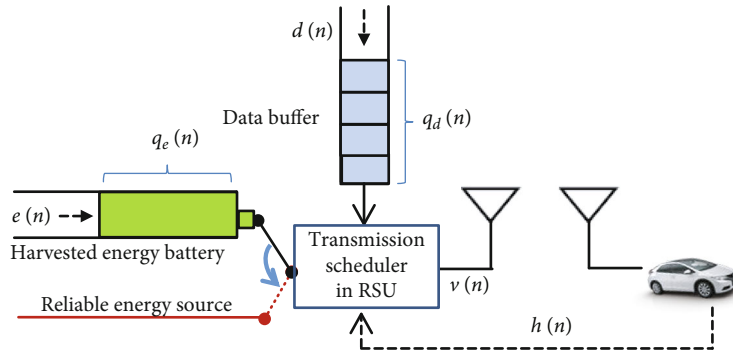 d (n)
Data buffer
q_d (n)
q_e (n)
e (n)
Harvested energy battery
Transmission
scheduler
in RSU
v (n)
Reliable energy source
h (n)